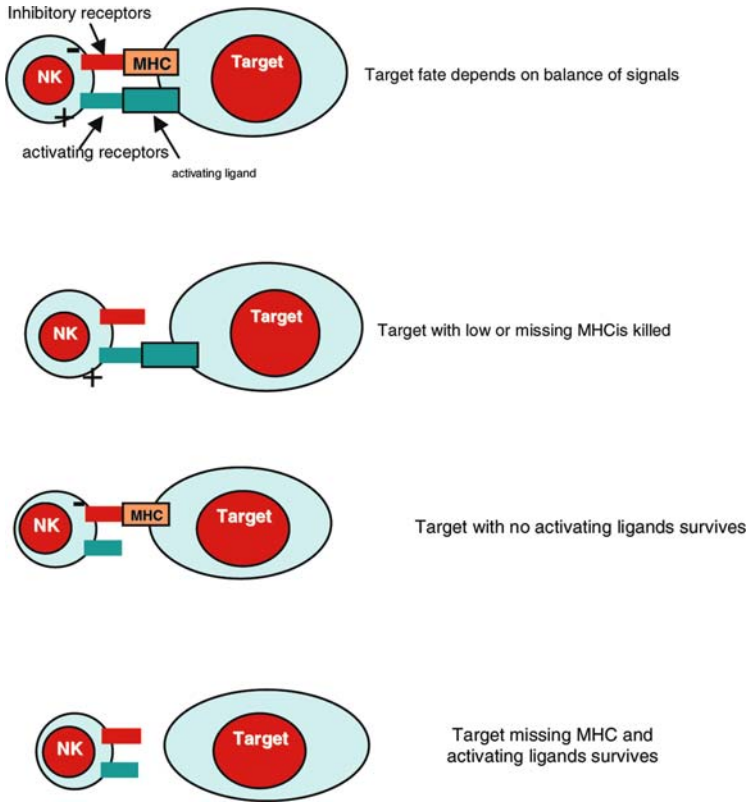 Inhibitory receptors
-
NK
MHC
Target
Target fate depends on balance of signals
+
activating receptors
activating ligand
NK
Target
Target with low or missing MHCis killed
+
-
NK
MHC
Target
Target with no activating ligands survives
NK
Target
Target missing MHC and
activating ligands survives